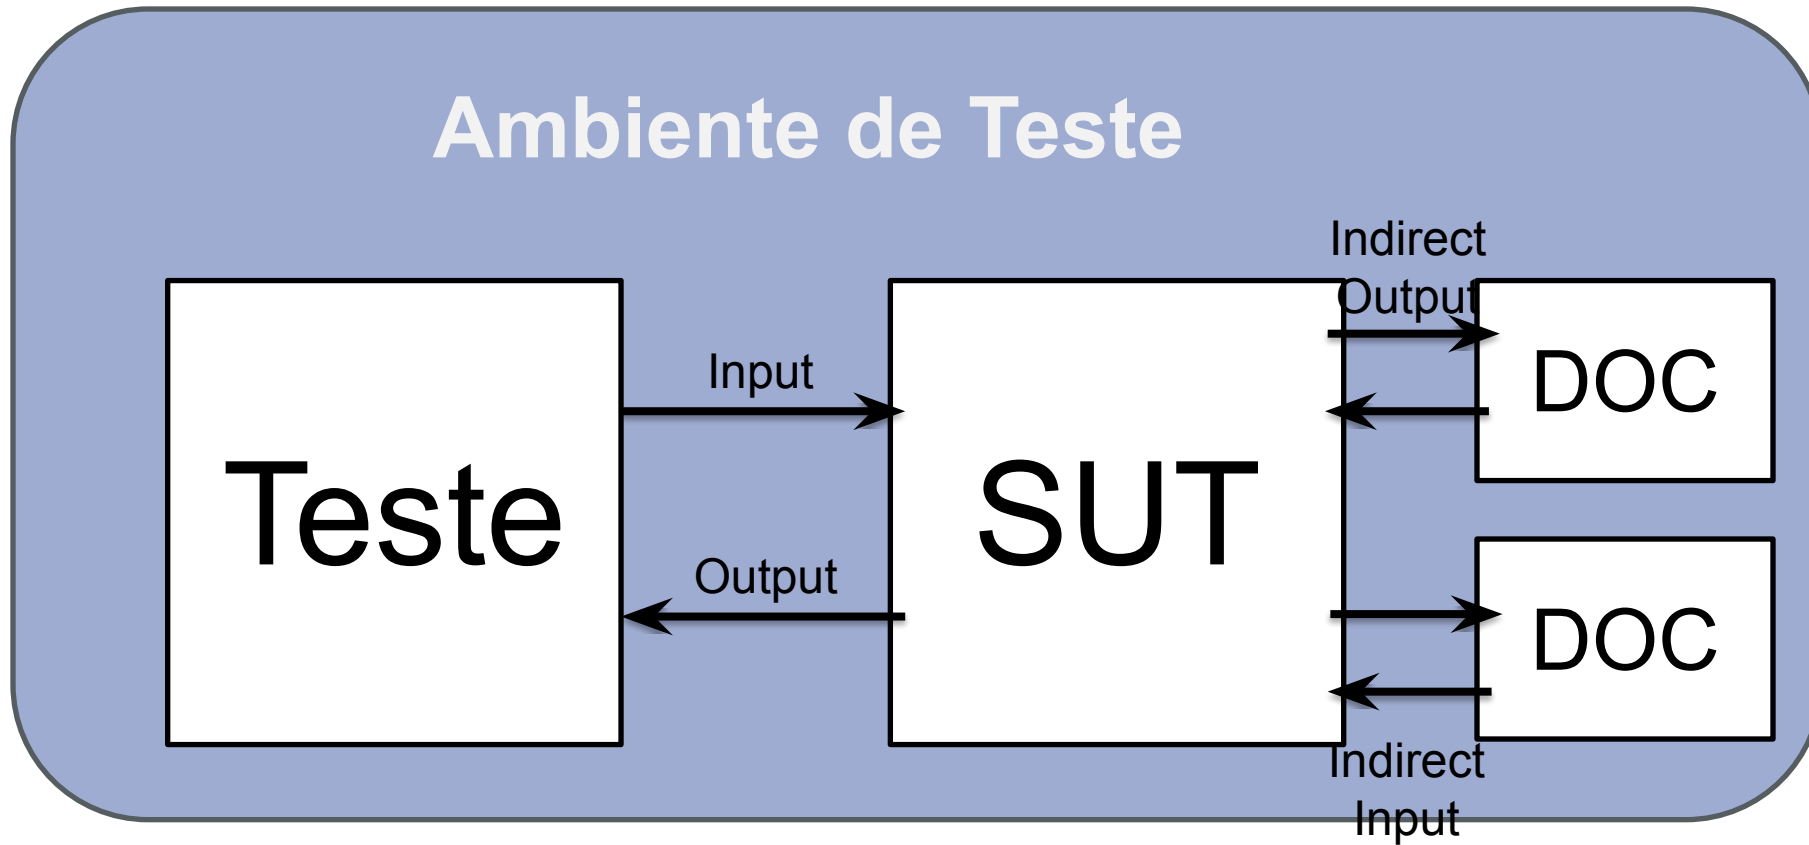 Ambiente de Teste
Indirect
Output
Input
DOC
Teste
SUT
Output
DOC
Indirect
Input